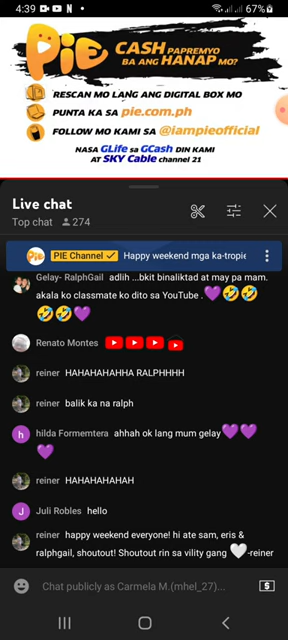 4:39
67%
PIE CASH PAPREMYO
BA ANG HANAP MO?
RESCAN MO LANG ANG DIGITAL BOX MO
PUNTA KA SA pie.com.ph
FOLLOW MO KAMI SA @iampieofficial
NASA GLife sa GCash DIN KAMI
AT SKY Cable channel 21
Live chat
Top chat 274
PIE PIE Channel Happy weekend mga ka-tropie
Gelay- RalphGail adlih ...bkit binaliktad at may pa mam.
akala ko classmate ko dito sa YouTube .💜🤣🤣
🤣🤣💜
Renato Montes
reiner HAHAHAHAHHA RALPHHHH
reiner balik ka na ralph
h hilda Formemtera ahhah ok lang mum gelay💜💜
💜
reiner HAHAHAHAHAH
J Juli Robles hello
reiner happy weekend everyone! hi ate sam, eris &
ralphgail, shoutout! Shoutout rin sa vility gang 🤍-reiner
Chat publicly as Carmela M.(mhel_27)...